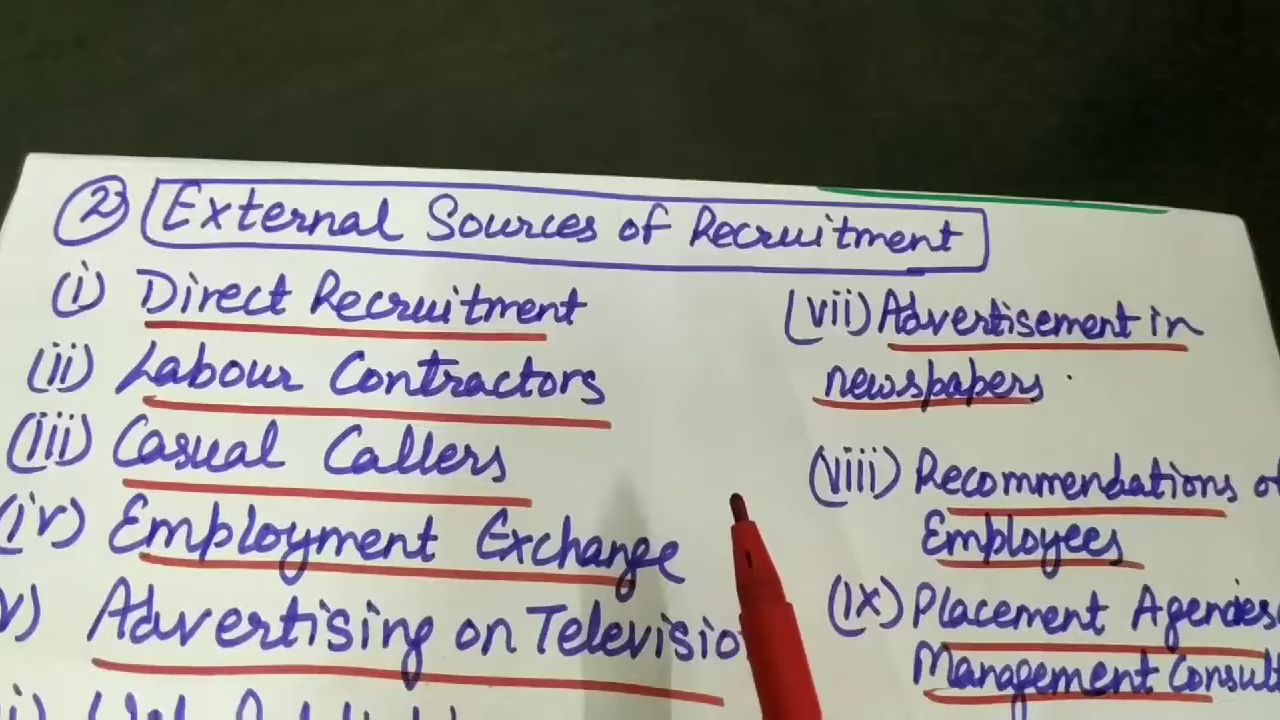 2 External Sources of Recruitment
(i) Direct Recruitment
(ii) Labour Contractors
(iii) Casual Callers
(iv) Employment Exchange
v) Advertising on Televisio
(vii) Advertisement in
newspapers
(viii) Recommendations of
Employees
(ix) Placement Agencies
Management Consult